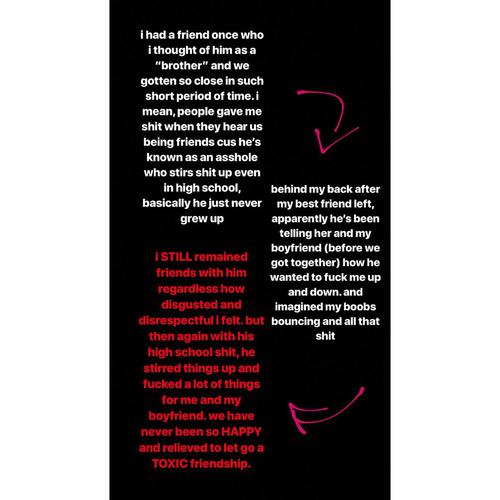 i had a friend once who
i thought of him as a
“brother” and we
gotten so close in such
short period of time. i
mean, people gave me
shit when they hear us
being friends cus he’s
known as an asshole
who stirs shit up even
in high school,
basically he just never
grew up
behind my back after
my best friend left,
apparently he’s been
telling her and my
boyfriend (before we
got together) how he
wanted to fuck me up
and down. and
imagined my boobs
bouncing and all that
shit
i STILL remained
friends with him
regardless how
disgusted and
disrespectful i felt. but
then again with his
high school shit, he
stirred things up and
fucked a lot of things
for me and my
boyfriend. we have
never been so HAPPY
and relieved to let go a
TOXIC friendship.